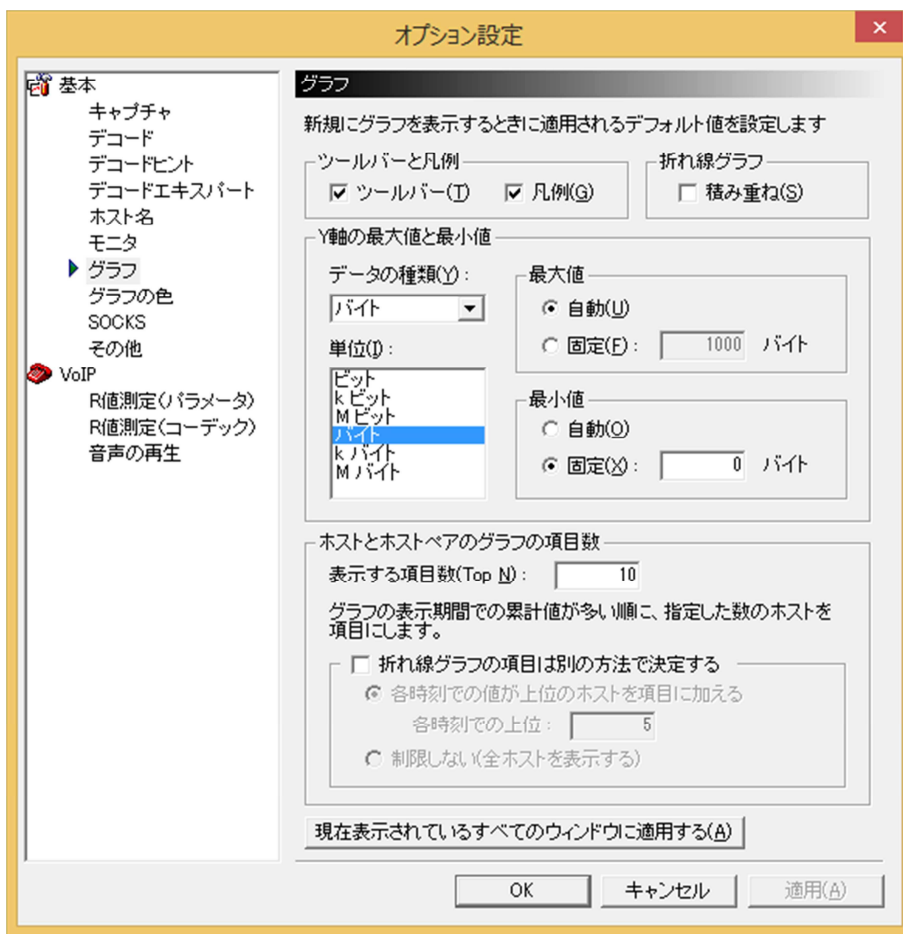 オプション設定
基本
キャプチャ
デコード
デコードヒント
デコードエキスパート
ホスト名
モニタ
グラフ
グラフの色
SOCKS
その他
VoIP
R値測定(パラメータ)
R値測定(コーデック)
音声の再生
グラフ
新規にグラフを表示するときに適用されるデフォルト値を設定します
ツールバーと凡例
ツールバー(T) 凡例(G)
折れ線グラフ
積み重ね(S)
Y軸の最大値と最小値
データの種類(Y):
バイト
単位(I):
ビット
k ビット
M ビット
バイト
k バイト
M バイト
最大値
自動(U)
固定(F): 1000 バイト
最小値
自動(O)
固定(X): 0 バイト
ホストとホストペアのグラフの項目数
表示する項目数(Top N): 10
グラフの表示期間での累計値が多い順に、指定した数のホストを
項目にします。
折れ線グラフの項目は別の方法で決定する
各時刻での値が上位のホストを項目に加える
各時刻での上位: 5
制限しない(全ホストを表示する)
現在表示されているすべてのウィンドウに適用する(A)
OK キャンセル 適用(A)